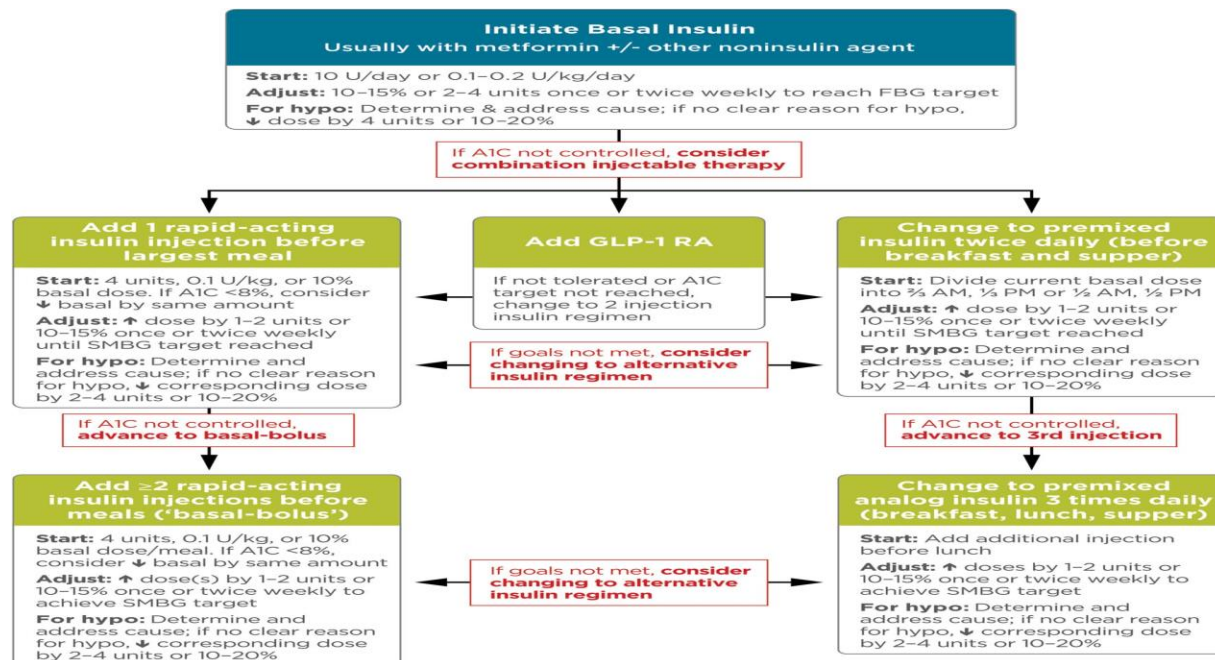 Initiate Basal Insulin
Usually with metformin +/- other noninsulin agent
Start: 10 U/day or 0.1–0.2 U/kg/day
Adjust: 10–15% or 2–4 units once or twice weekly to reach FBG target
For hypo: Determine & address cause; if no clear reason for hypo,
↓ dose by 4 units or 10–20%
If A1C not controlled, consider
combination injectable therapy
Add 1 rapid-acting
insulin injection before
largest meal
Start: 4 units, 0.1 U/kg, or 10%
basal dose. If A1C <8%, consider
↓ basal by same amount
Adjust: ↑ dose by 1–2 units or
10–15% once or twice weekly
until SMBG target reached
For hypo: Determine and
address cause; if no clear reason
for hypo, ↓ corresponding dose
by 2–4 units or 10–20%
Add GLP-1 RA
If not tolerated or A1C
target not reached,
change to 2 injection
insulin regimen
If goals not met, consider
changing to alternative
insulin regimen
Change to premixed
insulin twice daily (before
breakfast and supper)
Start: Divide current basal dose
into ⅔ AM, ⅓ PM or ½ AM, ½ PM
Adjust: ↑ dose by 1–2 units or
10–15% once or twice weekly
until SMBG target reached
For hypo: Determine and
address cause; if no clear reason
for hypo, ↓ corresponding dose
by 2–4 units or 10–20%
If A1C not controlled,
advance to basal-bolus
If A1C not controlled,
advance to 3rd injection
Add ≥2 rapid-acting
insulin injections before
meals (‘basal-bolus’)
Start: 4 units, 0.1 U/kg, or 10%
basal dose/meal. If A1C <8%,
consider ↓ basal by same amount
Adjust: ↑ dose(s) by 1–2 units or
10–15% once or twice weekly to
achieve SMBG target
For hypo: Determine and
address cause; if no clear reason
for hypo, ↓ corresponding dose
by 2–4 units or 10–20%
If goals not met, consider
changing to alternative
insulin regimen
Change to premixed
analog insulin 3 times daily
(breakfast, lunch, supper)
Start: Add additional injection
before lunch
Adjust: ↑ doses by 1–2 units or
10–15% once or twice weekly to
achieve SMBG target
For hypo: Determine and
address cause; if no clear reason
for hypo, ↓ corresponding dose
by 2–4 units or 10–20%